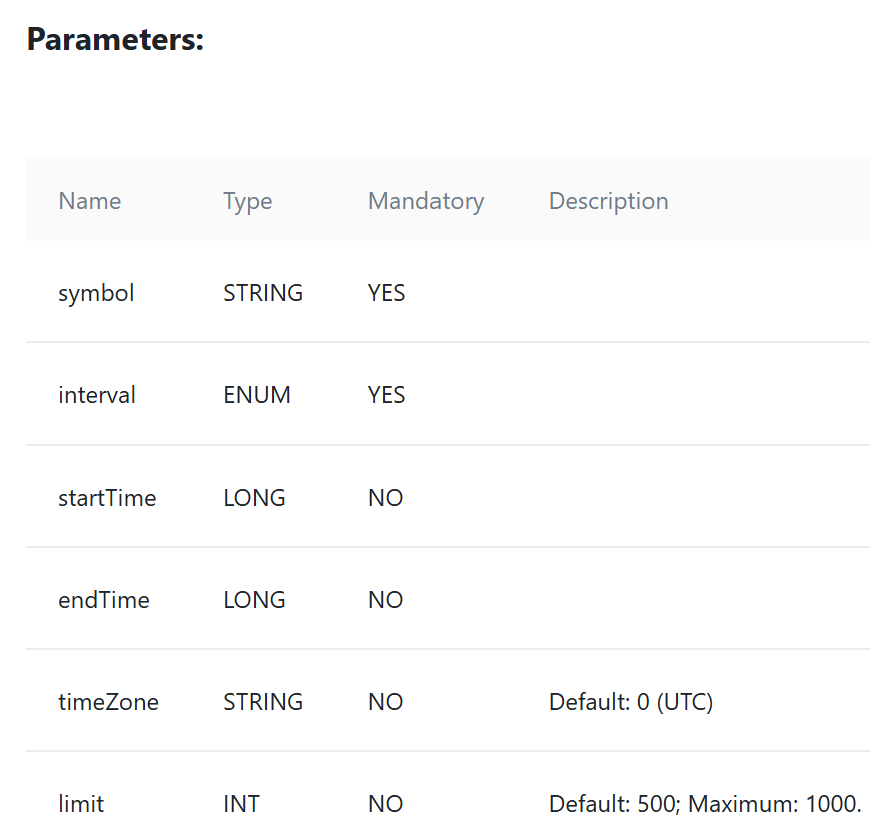 Parameters:
Name Type Mandatory Description
symbol STRING YES
interval ENUM YES
startTime LONG NO
endTime LONG NO
timeZone STRING NO Default: 0 (UTC)
limit INT NO Default: 500; Maximum: 1000.